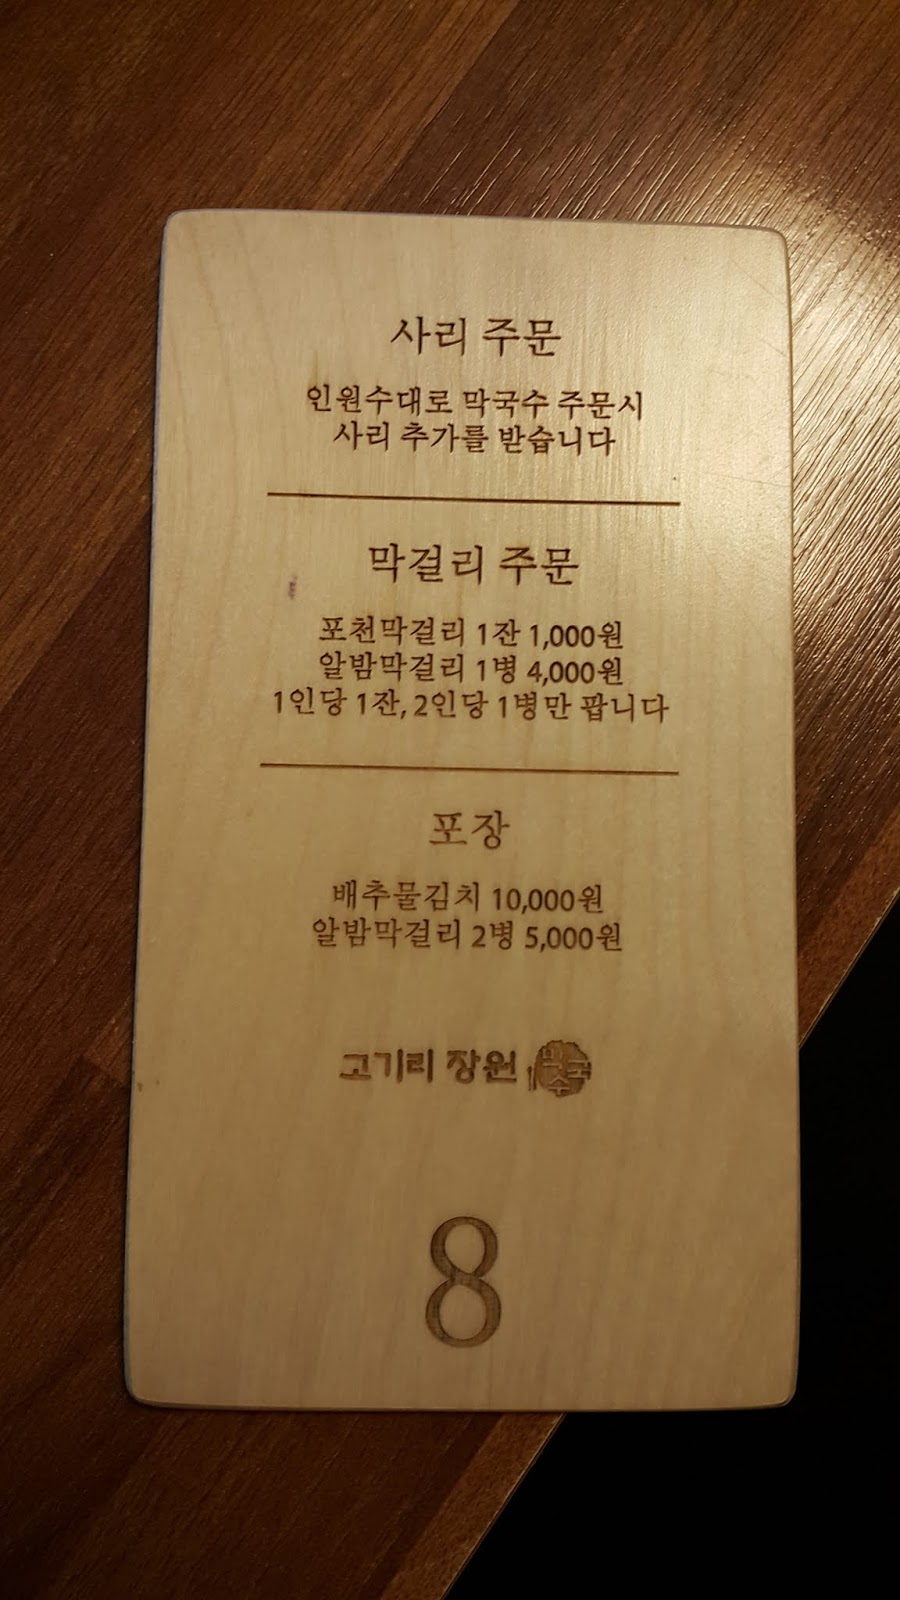 사리 주문
인원수대로 막국수 주문시
사리 추가를 받습니다
막걸리 주문
포천막걸리 1잔 1,000원
알밤막걸리 1병 4,000원
1인당 1잔, 2인당 1병만 팝니다
포장
배추물김치 10,000원
알밤막걸리 2병 5,000원
고기리 장원 막국수
8